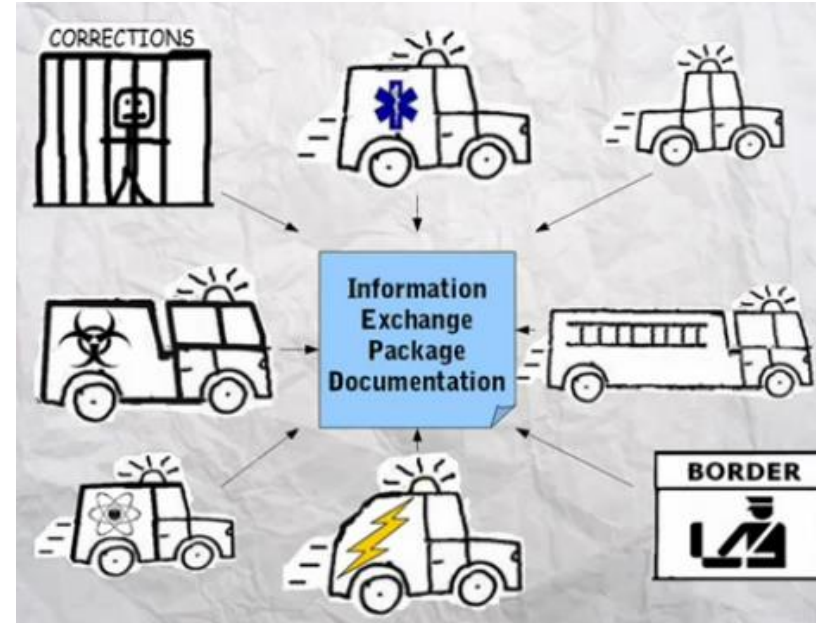 CORRECTIONS
Information
Exchange
Package
Documentation
BORDER